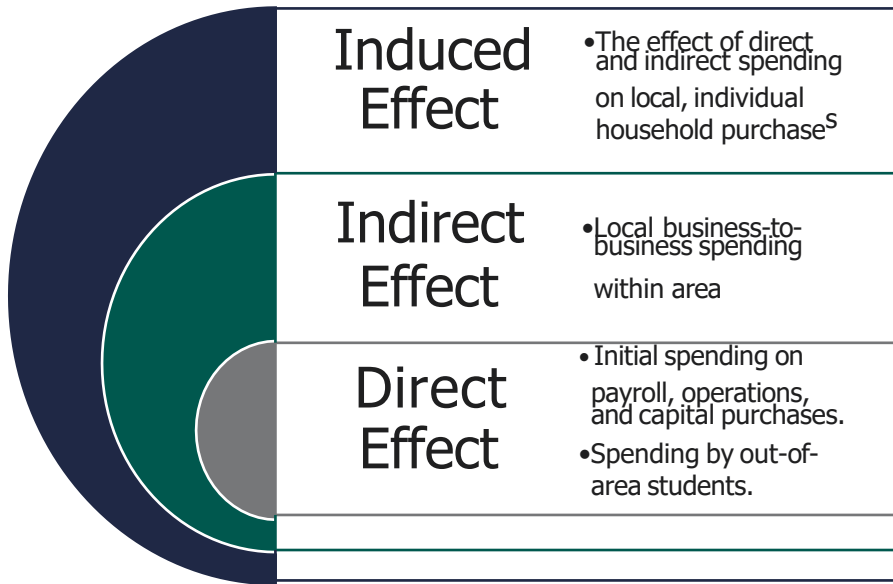 Induced
Effect
•The effect of direct
and indirect spending
on local, individual
household purchases
Indirect
Effect
•Local business-to-
business spending
within area
Direct
Effect
• Initial spending on
payroll, operations,
and capital purchases.
•Spending by out-of-
area students.